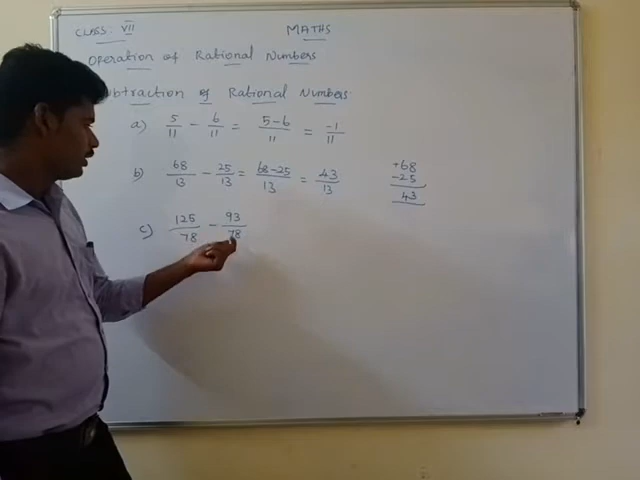 CLASS: VII MATHS
Operation of Rational Numbers
btraction of Rational Numbers
a) 5/11 - 6/11 = 5-6/11 = -1/11
b) 68/13 - 25/13 = 68-25/13 = 43/13
+68
-25
43
c) 125/78 - 93/78